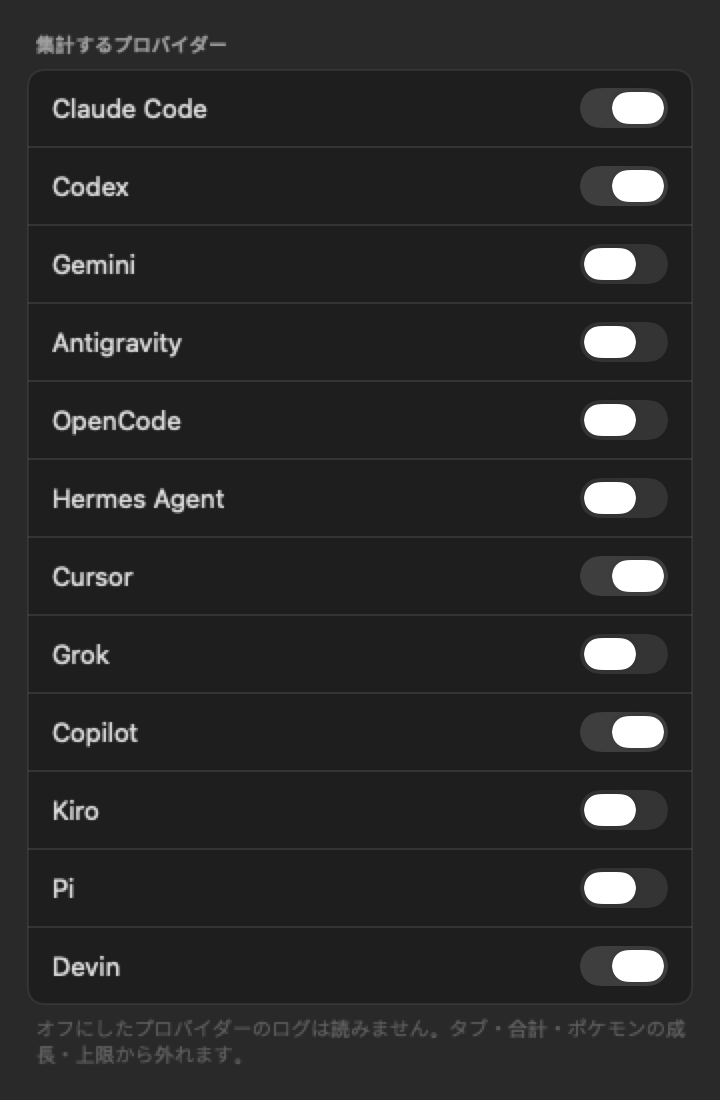 集計するプロバイダー
Claude Code
Codex
Gemini
Antigravity
OpenCode
Hermes Agent
Cursor
Grok
Copilot
Kiro
Pi
Devin
オフにしたプロバイダーのログは読みません。タブ・合計・ポケモンの成
長・上限から外れます。